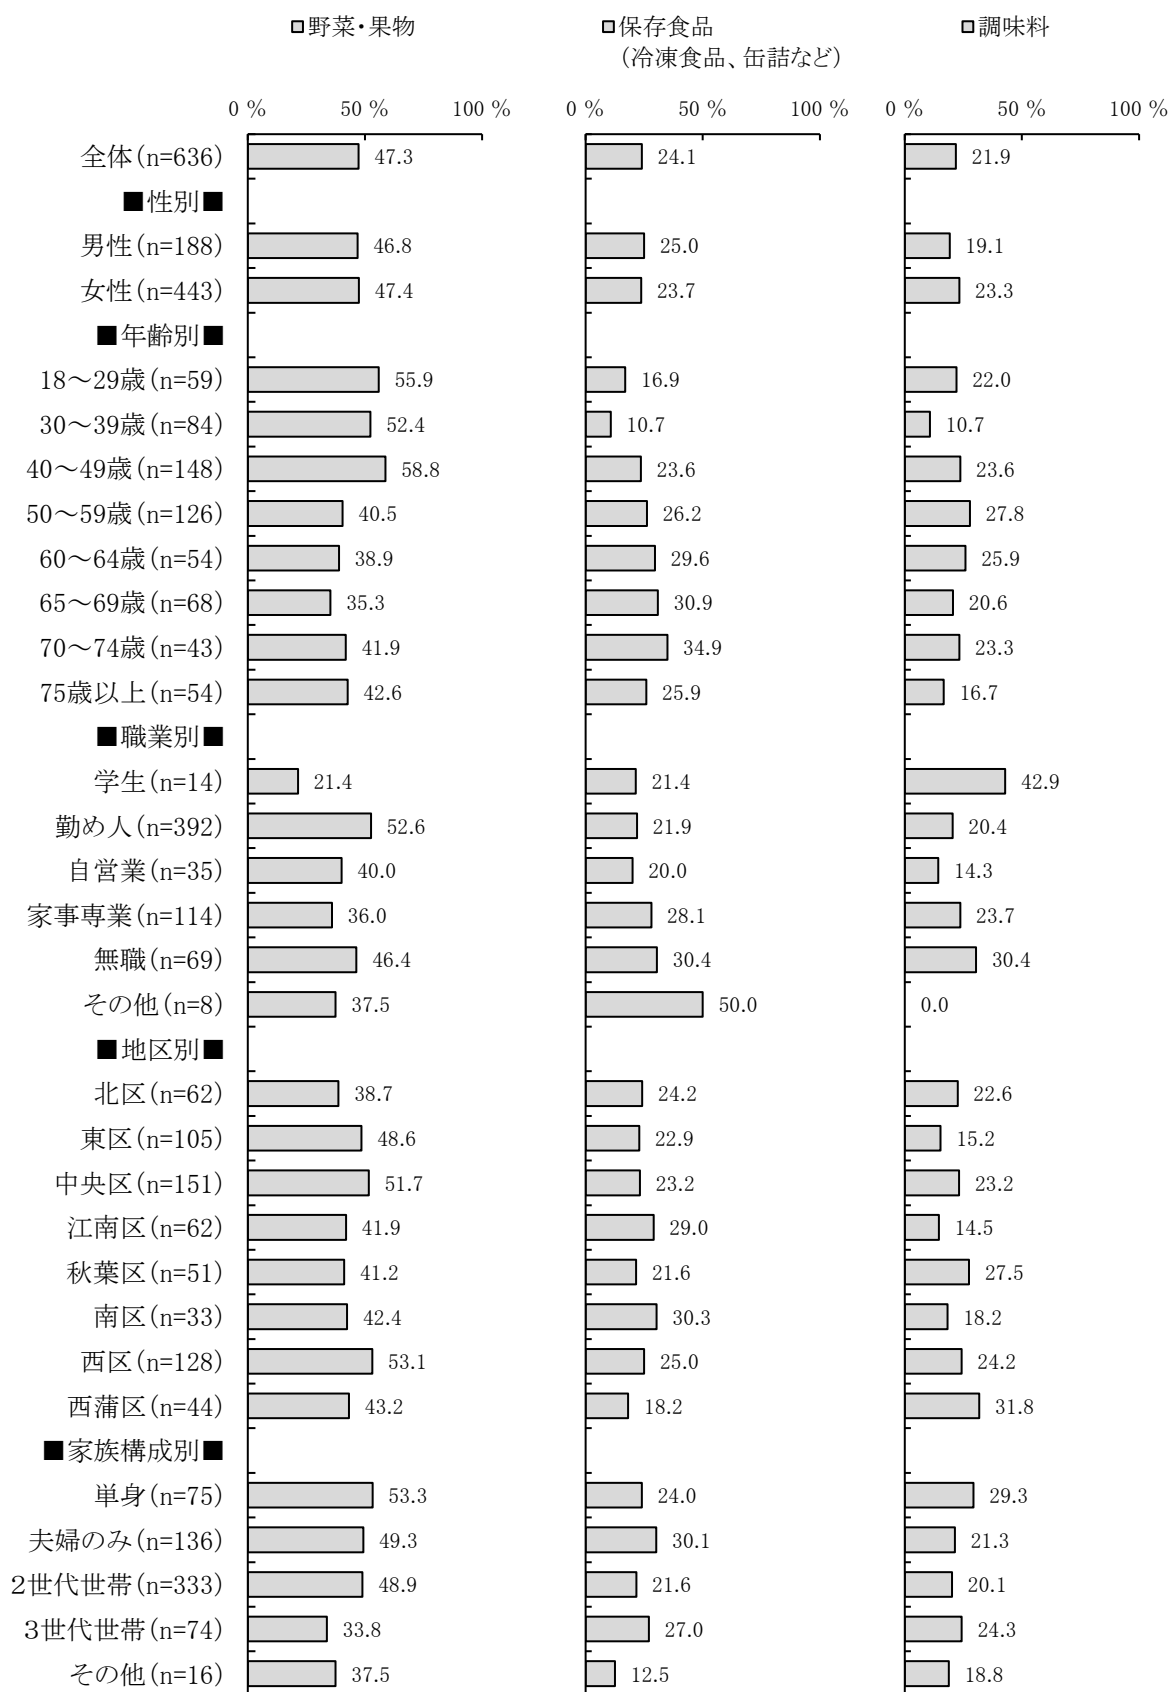 野菜・果物 保存食品 調味料
(冷凍食品、缶詰など)
0 % 50 % 100 % 0 % 50 % 100 % 0 % 50 % 100 %
全体(n=636) 47.3 24.1 21.9
■性別■
男性(n=188) 46.8 25.0 19.1
女性(n=443) 47.4 23.7 23.3
■年齢別■
18～29歳(n=59) 55.9 16.9 22.0
30～39歳(n=84) 52.4 10.7 10.7
40～49歳(n=148) 58.8 23.6 23.6
50～59歳(n=126) 40.5 26.2 27.8
60～64歳(n=54) 38.9 29.6 25.9
65～69歳(n=68) 35.3 30.9 20.6
70～74歳(n=43) 41.9 34.9 23.3
75歳以上(n=54) 42.6 25.9 16.7
■職業別■
学生(n=14) 21.4 21.4 42.9
勤め人(n=392) 52.6 21.9 20.4
自営業(n=35) 40.0 20.0 14.3
家事専業(n=114) 36.0 28.1 23.7
無職(n=69) 46.4 30.4 30.4
その他(n=8) 37.5 50.0 0.0
■地区別■
北区(n=62) 38.7 24.2 22.6
東区(n=105) 48.6 22.9 15.2
中央区(n=151) 51.7 23.2 23.2
江南区(n=62) 41.9 29.0 14.5
秋葉区(n=51) 41.2 21.6 27.5
南区(n=33) 42.4 30.3 18.2
西区(n=128) 53.1 25.0 24.2
西蒲区(n=44) 43.2 18.2 31.8
■家族構成別■
単身(n=75) 53.3 24.0 29.3
夫婦のみ(n=136) 49.3 30.1 21.3
2世代世帯(n=333) 48.9 21.6 20.1
3世代世帯(n=74) 33.8 27.0 24.3
その他(n=16) 37.5 12.5 18.8